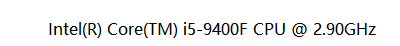 Intel(R) Core(TM) i5-9400F CPU @ 2.90GHz